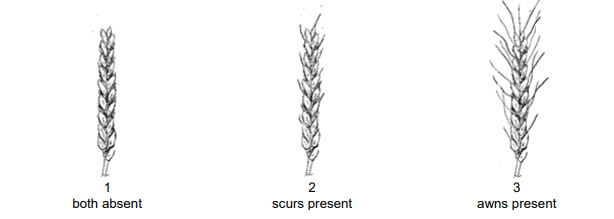 1 2 3
both absent scurs present awns present